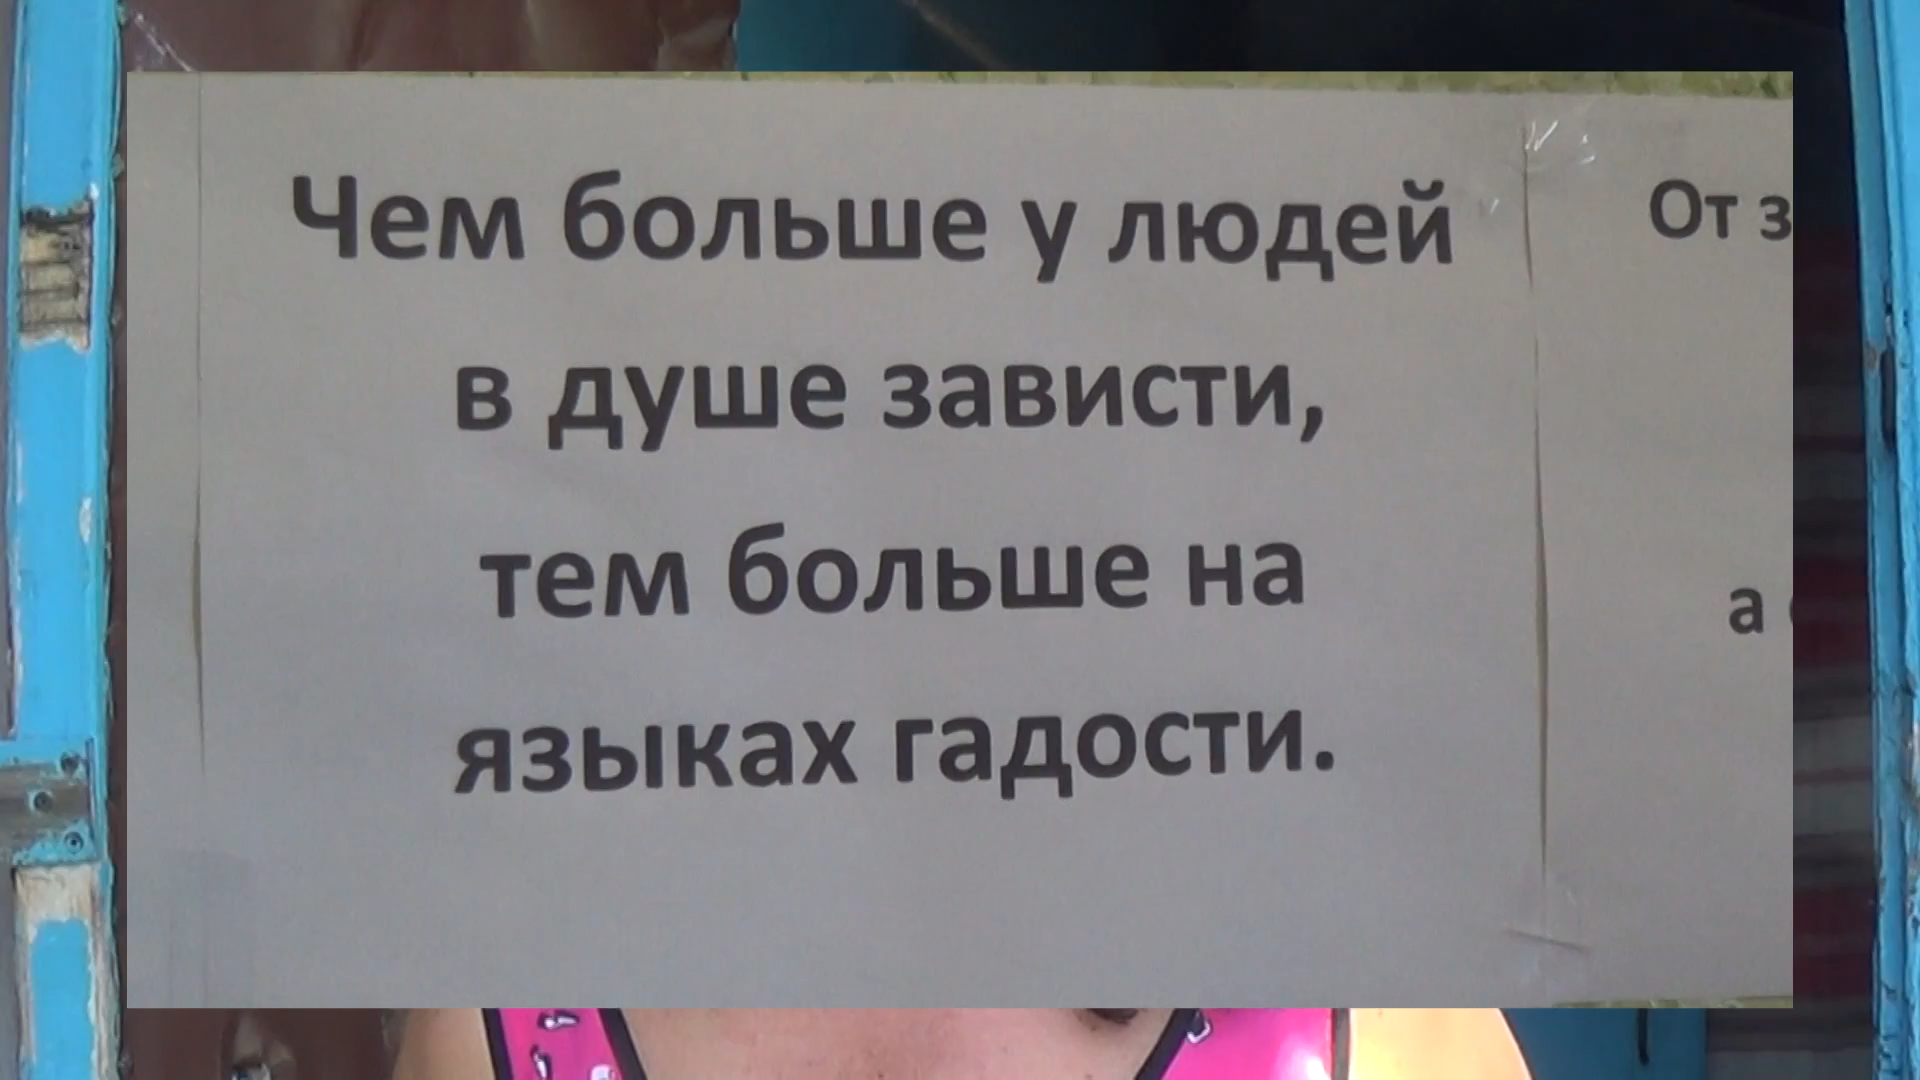 Чем больше у людей
в душе зависти,
тем больше на
языках гадости.
От
а